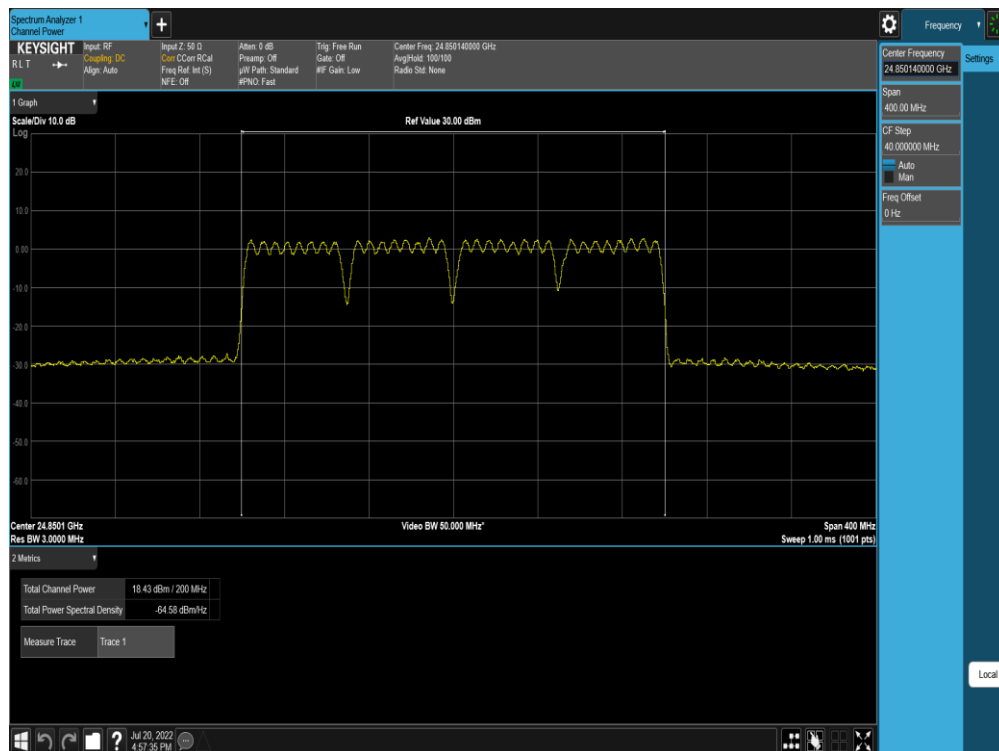 Spectrum Analyzer 1
Channel Power
+
Frequency
KEYSIGHT
RLT
Input: RF
Coupling: DC
Align: Auto
Input Z: 50 Ω
Corr CCorr RCal
Freq Ref: Int (S)
NFE: Off
Atten: 0 dB
Preamp: Off
µW Path: Standard
#PNO: Fast
Trig: Free Run
Gate: Off
#IF Gain: Low
Center Freq: 24.850140000 GHz
Avg|Hold: 100/100
Radio Std: None
Center Frequency
24.850140000 GHz
Settings
Span
400.00 MHz
CF Step
40.000000 MHz
Auto
Man
Freq Offset
0 Hz
1 Graph
Scale/Div 10.0 dB
Ref Value 30.00 dBm
Log
20.0
10.0
0.00
-10.0
-20.0
-30.0
-40.0
-50.0
-60.0
Center 24.8501 GHz
Video BW 50.000 MHz*
Span 400 MHz
Res BW 3.0000 MHz
Sweep 1.00 ms (1001 pts)
2 Metrics
Total Channel Power 18.43 dBm / 200 MHz
Total Power Spectral Density -64.58 dBm/Hz
Measure Trace Trace 1
Local
?
Jul 20, 2022
4:57:35 PM